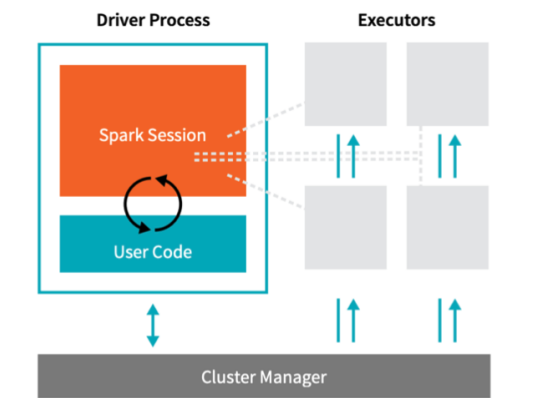 Driver Process
Executors
Spark Session
User Code
Cluster Manager